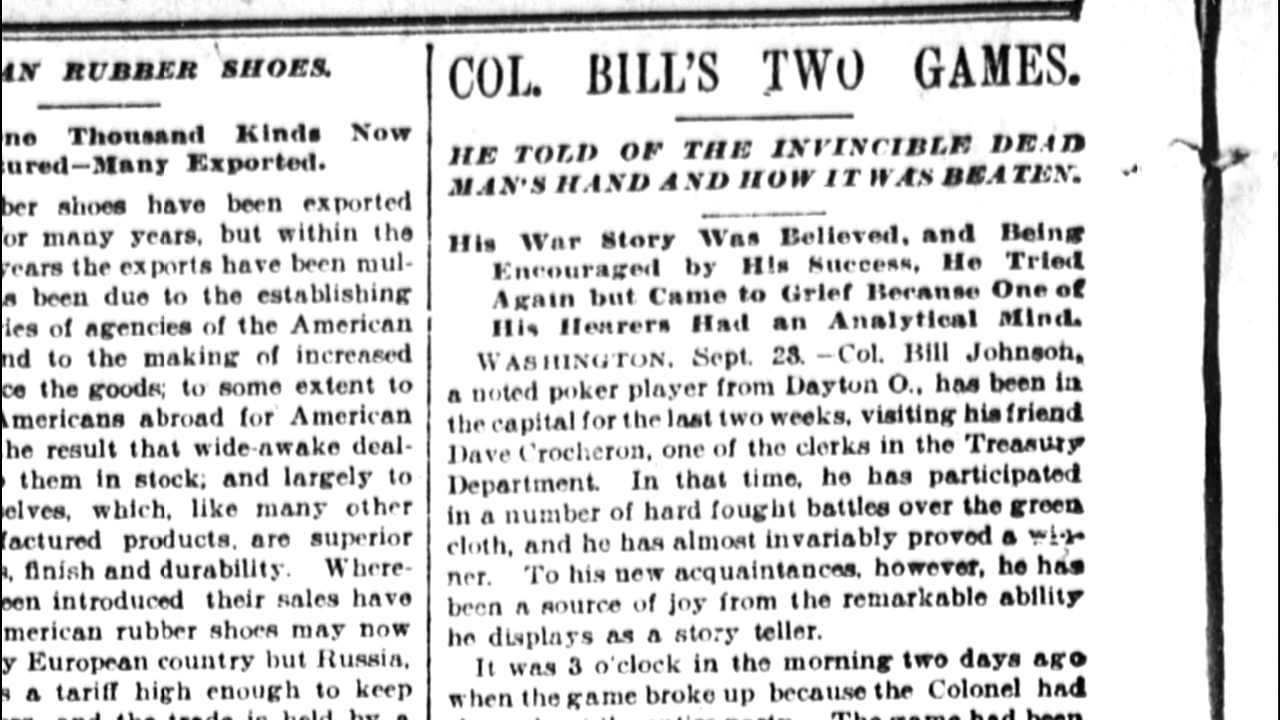 AN RUBBER SHOES.
ne Thousand Kinds Now
ured—Many Exported.
ber shoes have been exported
or many years, but within the
years the exports have been mul-
s been due to the establishing
ies of agencies of the American
nd to the making of increased
ce the goods; to some extent to
Americans abroad for American
he result that wide-awake deal-
them in stock; and largely to
selves, which, like many other
factured products, are superior
s, finish and durability. Where-
een introduced their sales have
merican rubber shoes may now
y European country but Russia,
s a tariff high enough to keep
and the trade is held by a
COL. BILL'S TWO GAMES.
HE TOLD OF THE INVINCIBLE DEAD
MAN'S HAND AND HOW IT WAS BEATEN.
His War Story Was Believed, and Being
Encouraged by His Success, He Tried
Again but Came to Grief Because One of
His Hearers Had an Analytical Mind.
WASHINGTON, Sept. 23.—Col. Bill Johnson,
a noted poker player from Dayton O., has been in
the capital for the last two weeks, visiting his friend
Dave Crocheron, one of the clerks in the Treasury
Department. In that time, he has participated
in a number of hard fought battles over the green
cloth, and he has almost invariably proved a win-
ner. To his new acquaintances, however, he has
been a source of joy from the remarkable ability
he displays as a story teller.
It was 3 o'clock in the morning two days ago
when the game broke up because the Colonel had
The game had been